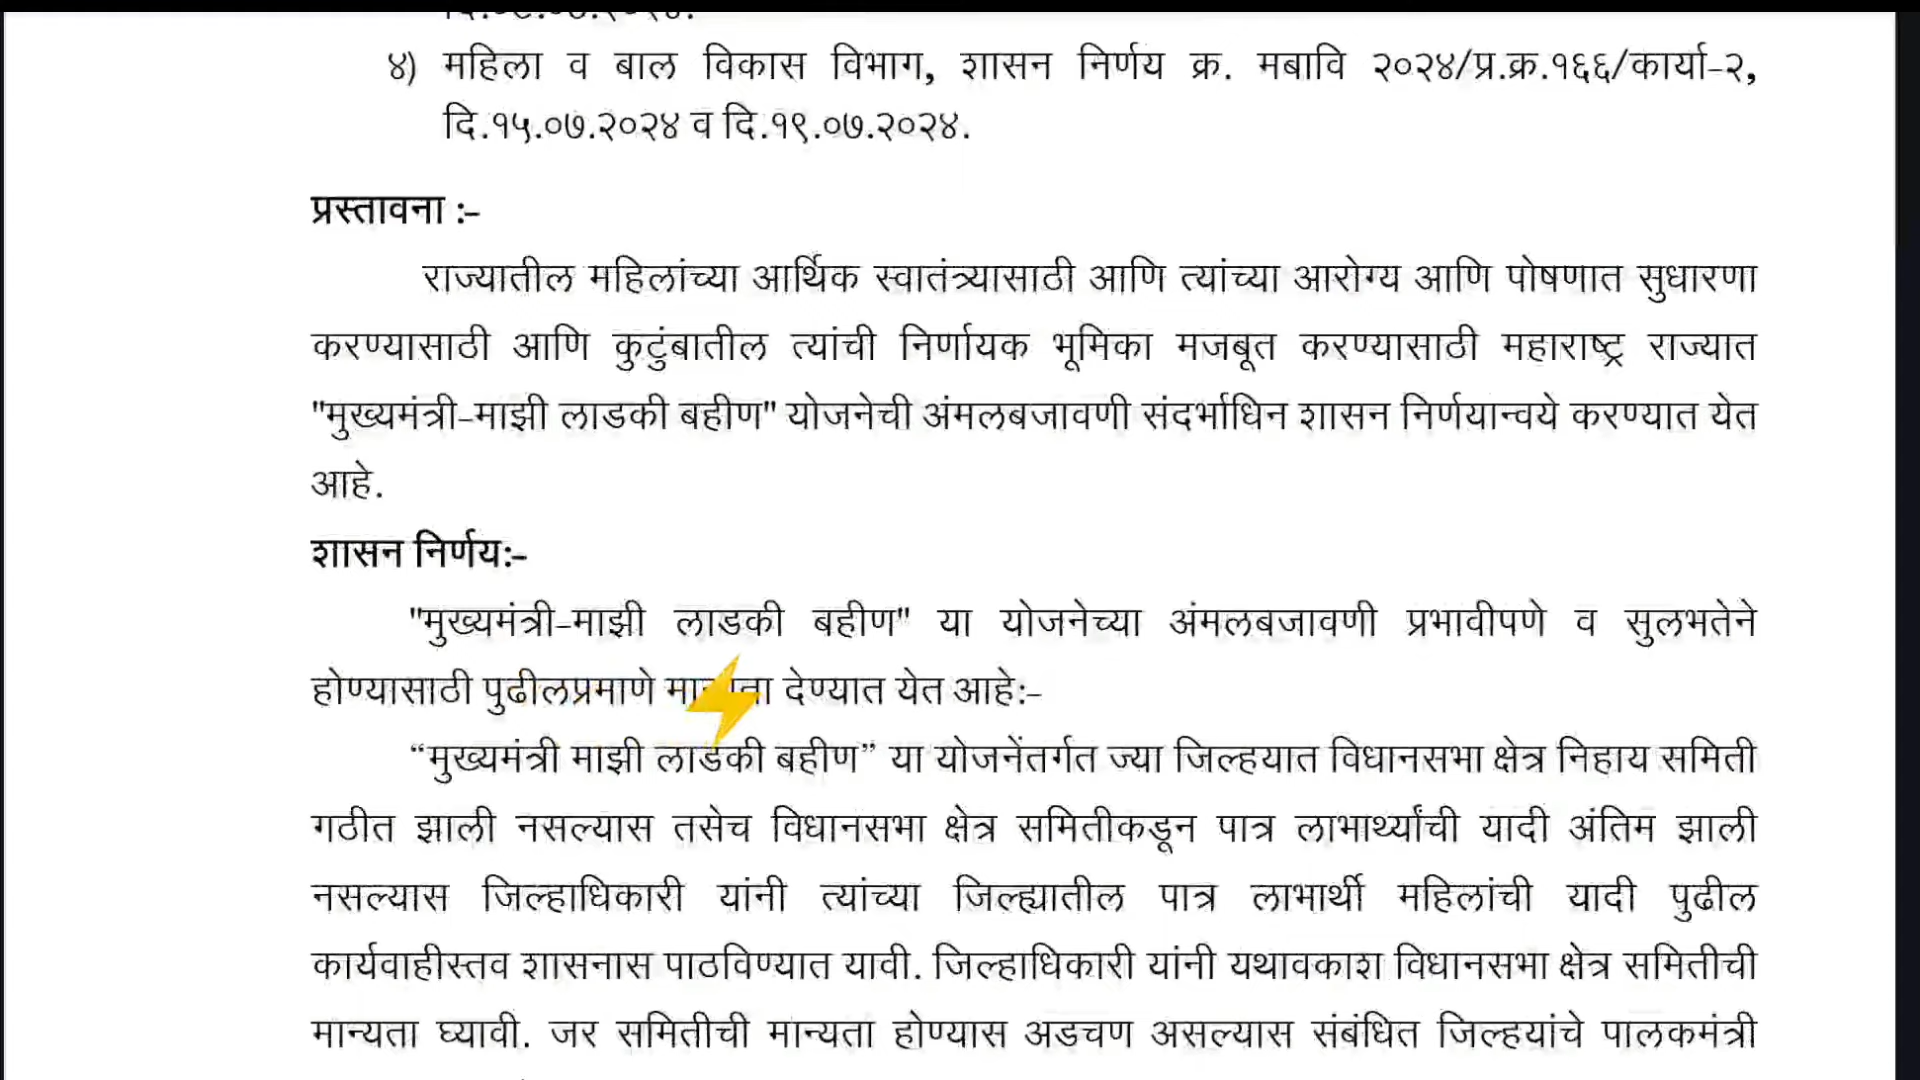 ४) महिला व बाल विकास विभाग, शासन निर्णय क्र. मबावि २०२४/प्र.क्र.१६६/कार्या-२,
दि.१५.०७.२०२४ व दि.१९.०७.२०२४.
प्रस्तावना :-
राज्यातील महिलांच्या आर्थिक स्वातंत्र्यासाठी आणि त्यांच्या आरोग्य आणि पोषणात सुधारणा
करण्यासाठी आणि कुटुंबातील त्यांची निर्णायक भूमिका मजबूत करण्यासाठी महाराष्ट्र राज्यात
"मुख्यमंत्री-माझी लाडकी बहीण" योजनेची अंमलबजावणी संदर्भाधिन शासन निर्णयान्वये करण्यात येत
आहे.
शासन निर्णय:-
"मुख्यमंत्री-माझी लाडकी बहीण" या योजनेच्या अंमलबजावणी प्रभावीपणे व सुलभतेने
होण्यासाठी पुढीलप्रमाणे देण्यात येत आहे:-
“मुख्यमंत्री माझी लाडकी बहीण” या योजनेंतर्गत ज्या जिल्हयात विधानसभा क्षेत्र निहाय समिती
गठीत झाली नसल्यास तसेच विधानसभा क्षेत्र समितीकडून पात्र लाभार्थ्यांची यादी अंतिम झाली
नसल्यास जिल्हाधिकारी यांनी त्यांच्या जिल्ह्यातील पात्र लाभार्थी महिलांची यादी पुढील
कार्यवाहीस्तव शासनास पाठविण्यात यावी. जिल्हाधिकारी यांनी यथावकाश विधानसभा क्षेत्र समितीची
मान्यता घ्यावी. जर समितीची मान्यता होण्यास अडचण असल्यास संबंधित जिल्हयांचे पालकमंत्री